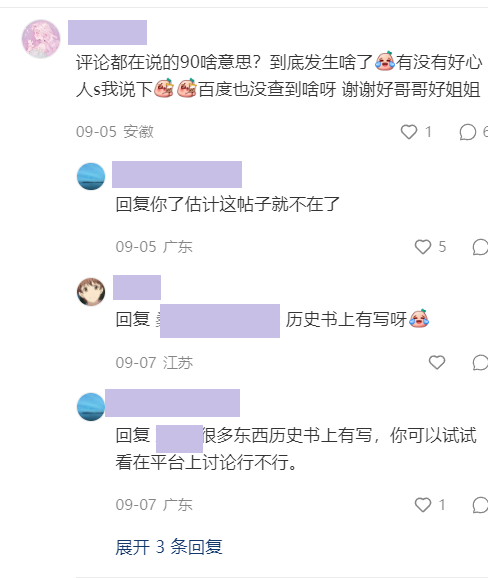 评论都在说的90啥意思？到底发生啥了有没有好心
人s我说下百度也没查到啥呀 谢谢好哥哥好姐姐
09-05 安徽
1
6
回复你了估计这帖子就不在了
09-05 广东
5
回复 历史书上有写呀
09-07 江苏
回复 很多东西历史书上有写，你可以试试
看在平台上讨论行不行。
09-07 广东
1
展开 3 条回复